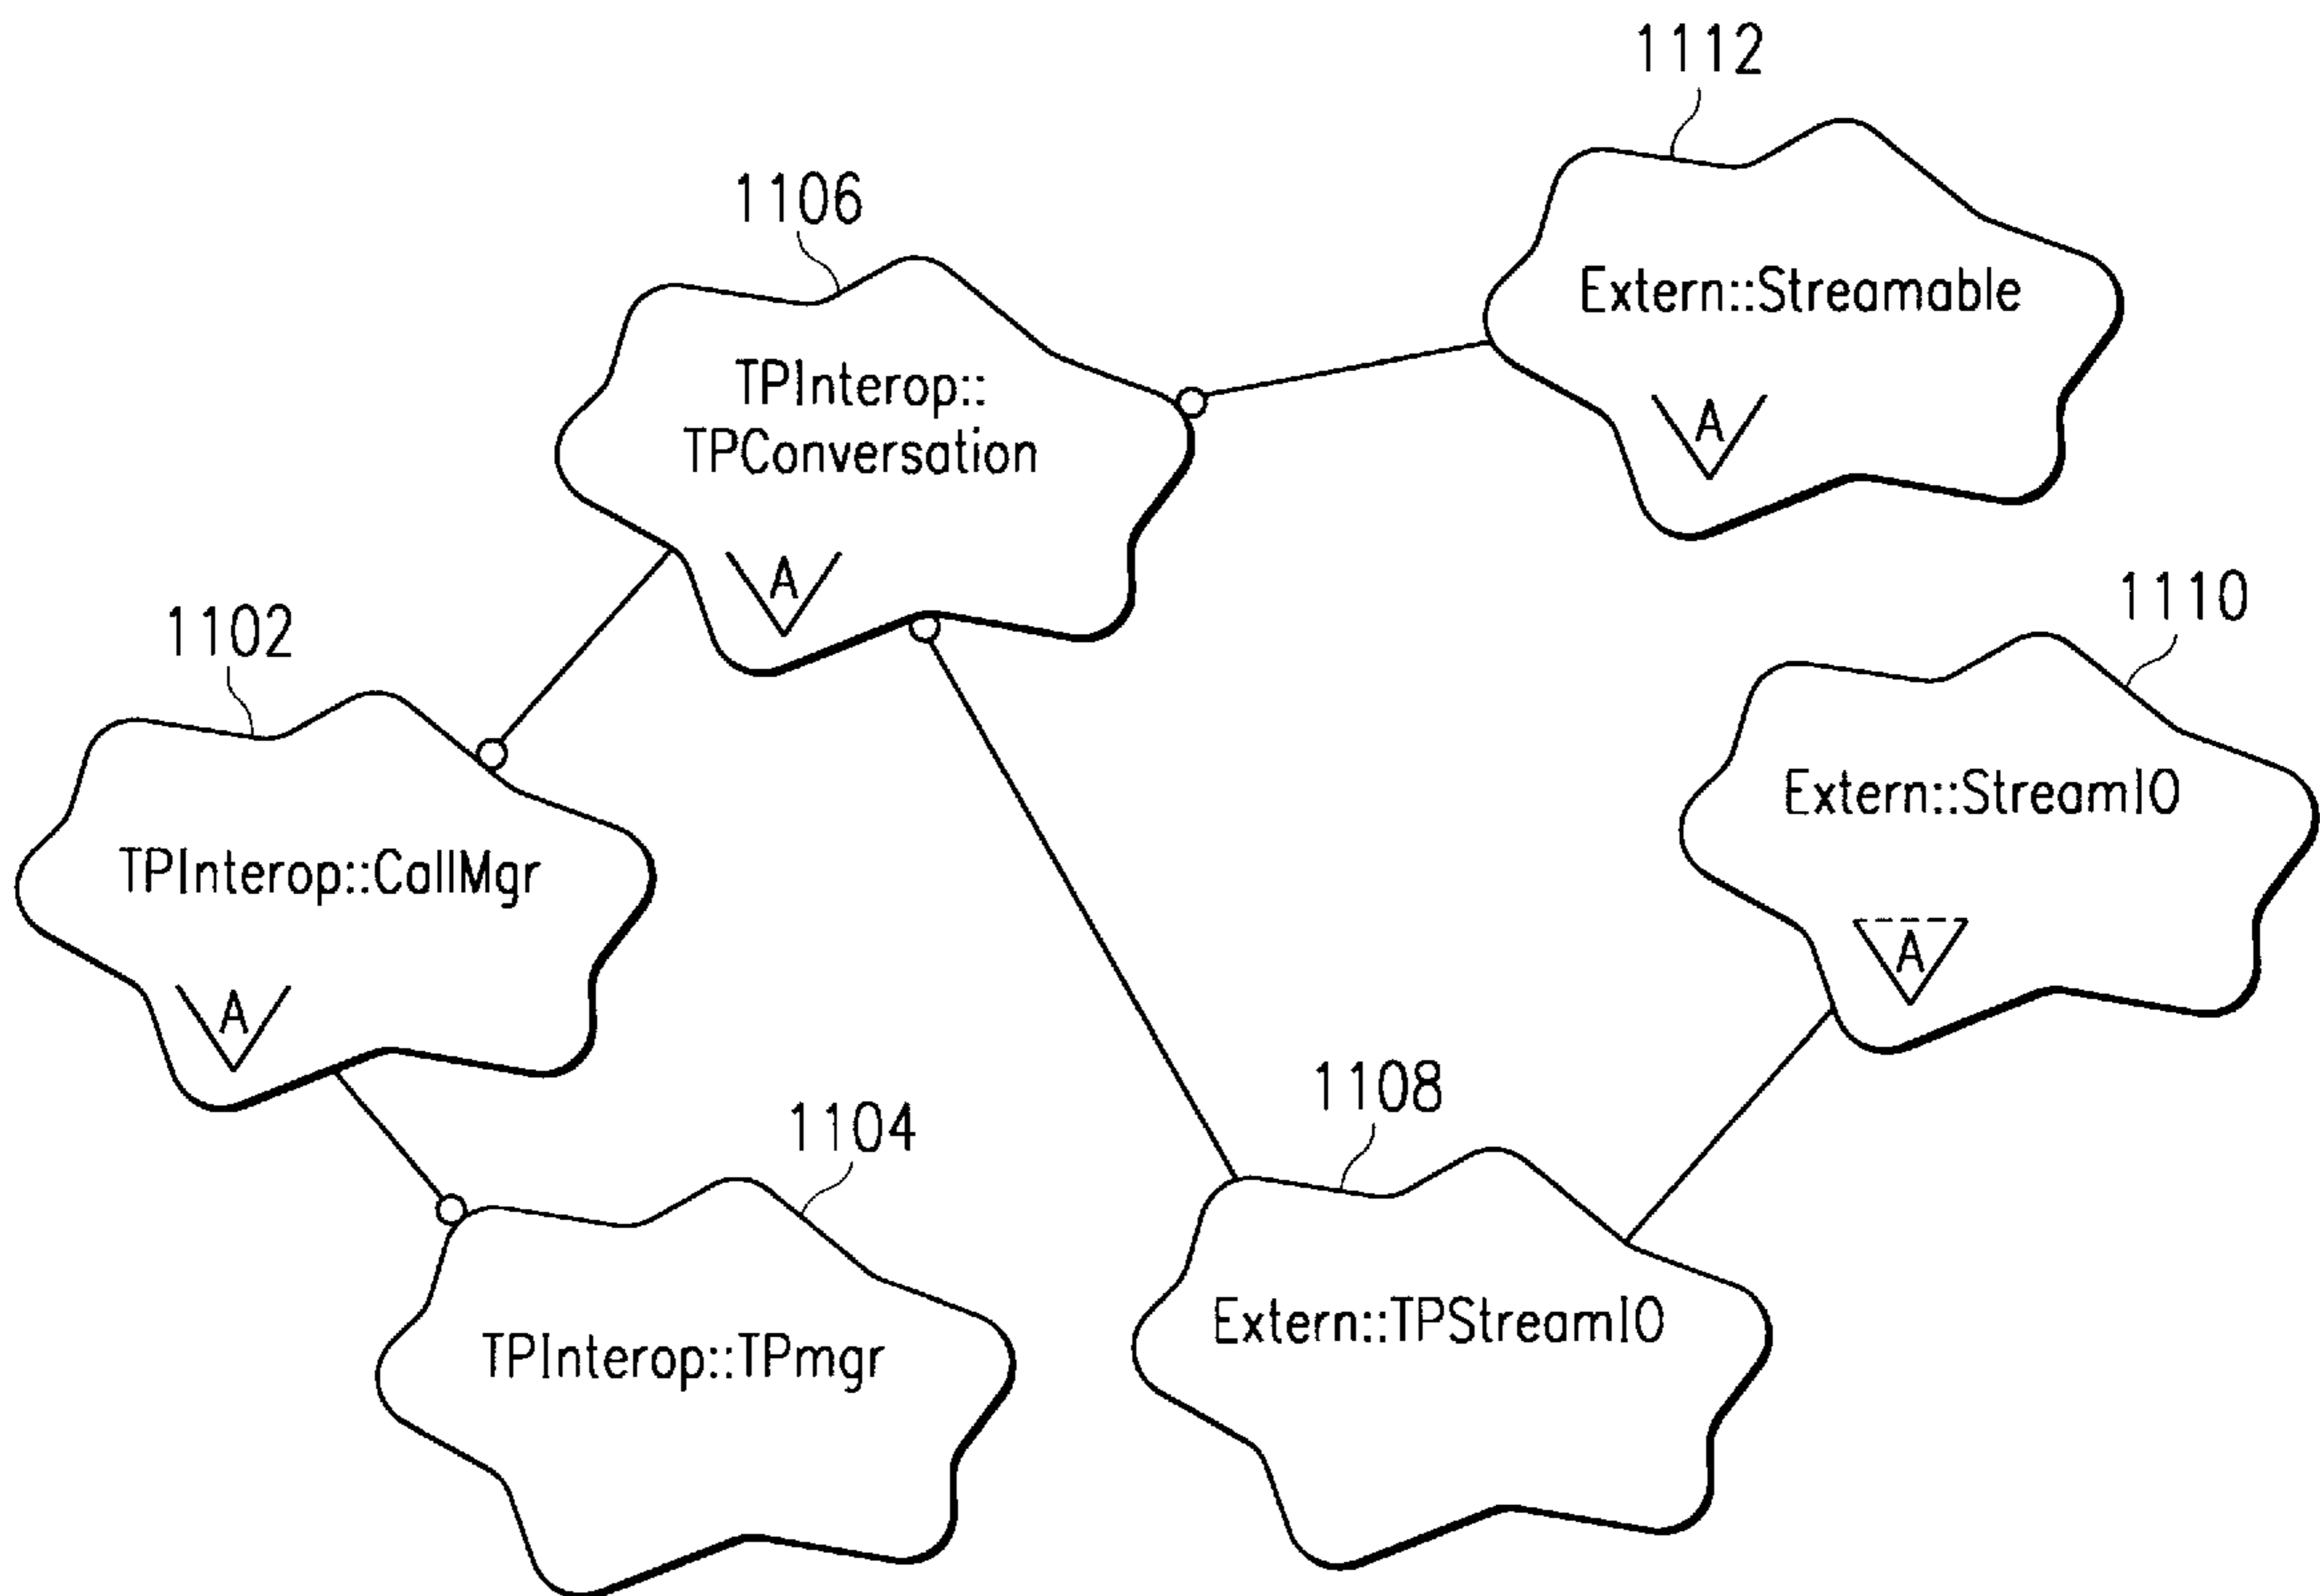 1112
1106
Extern::Streamable
A
TPInterop::
TPConversation
A
1110
1102
Extern::StreamIO
A
TPInterop::CallMgr
A
1108
1104
Extern::TPStreamIO
TPInterop::TPmgr